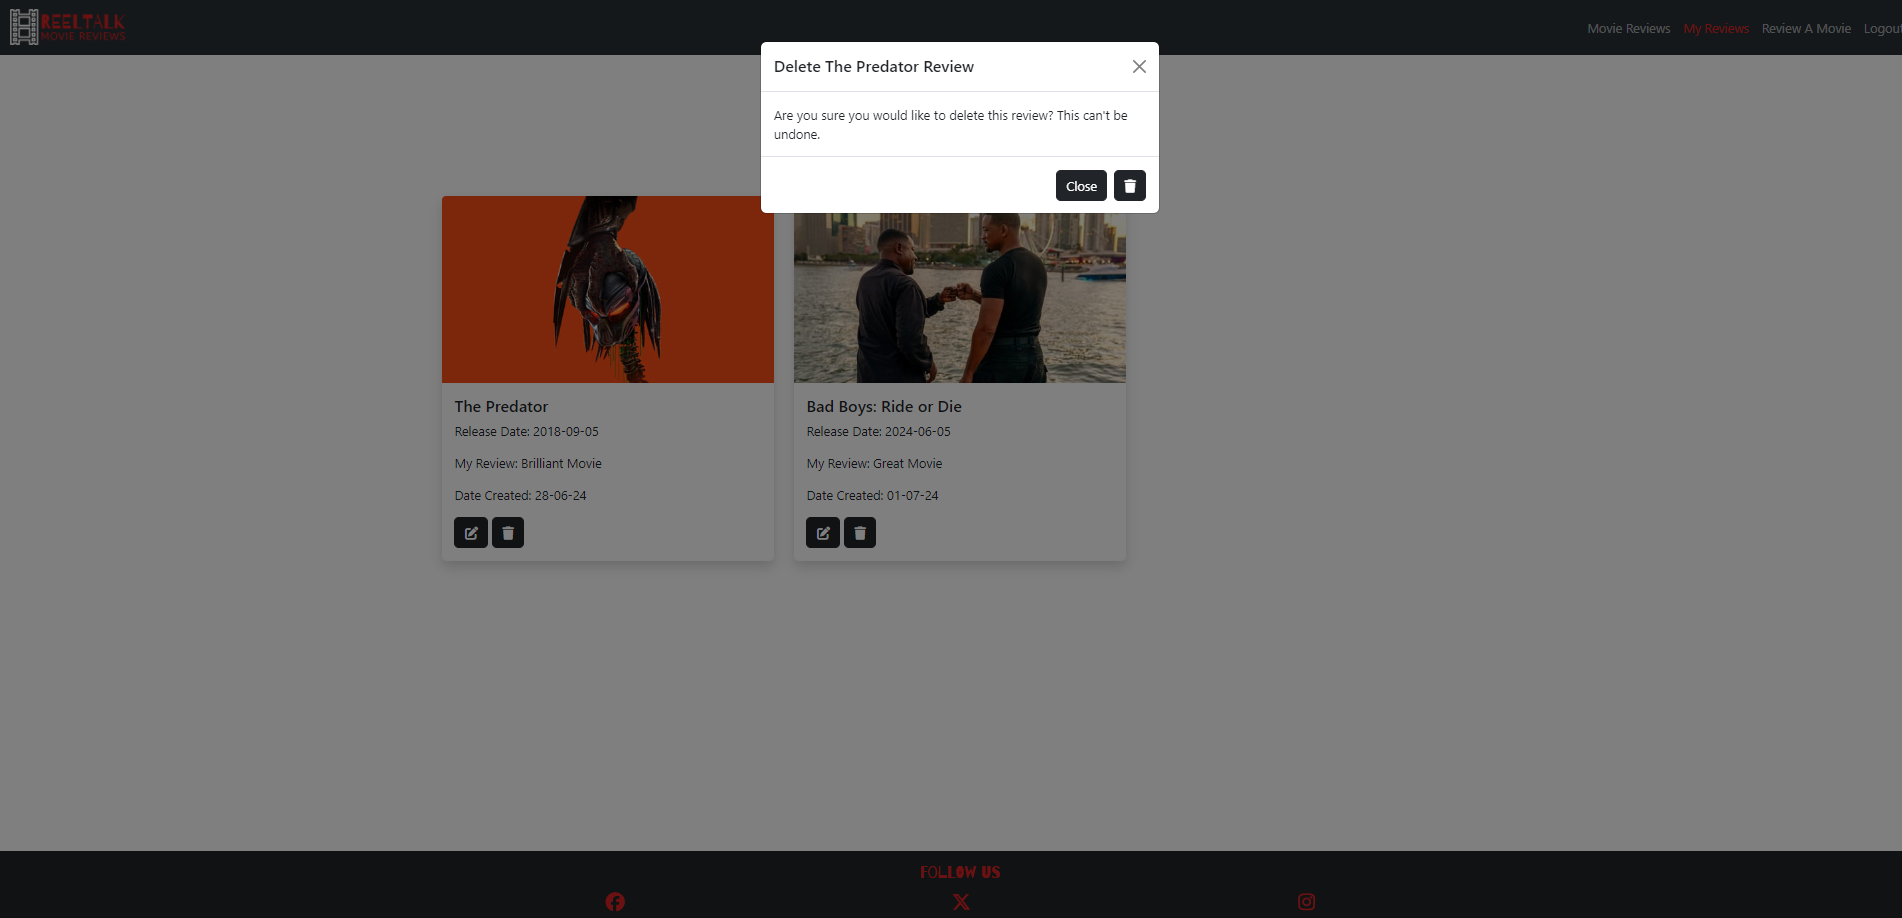 REELTALK
MOVIE REVIEWS
Movie Reviews
My Reviews
Review A Movie
Logout
Delete The Predator Review
Are you sure you would like to delete this review? This can't be
undone.
Close
The Predator
Release Date: 2018-09-05
My Review: Brilliant Movie
Date Created: 28-06-24
Bad Boys: Ride or Die
Release Date: 2024-06-05
My Review: Great Movie
Date Created: 01-07-24
FOLLOW US